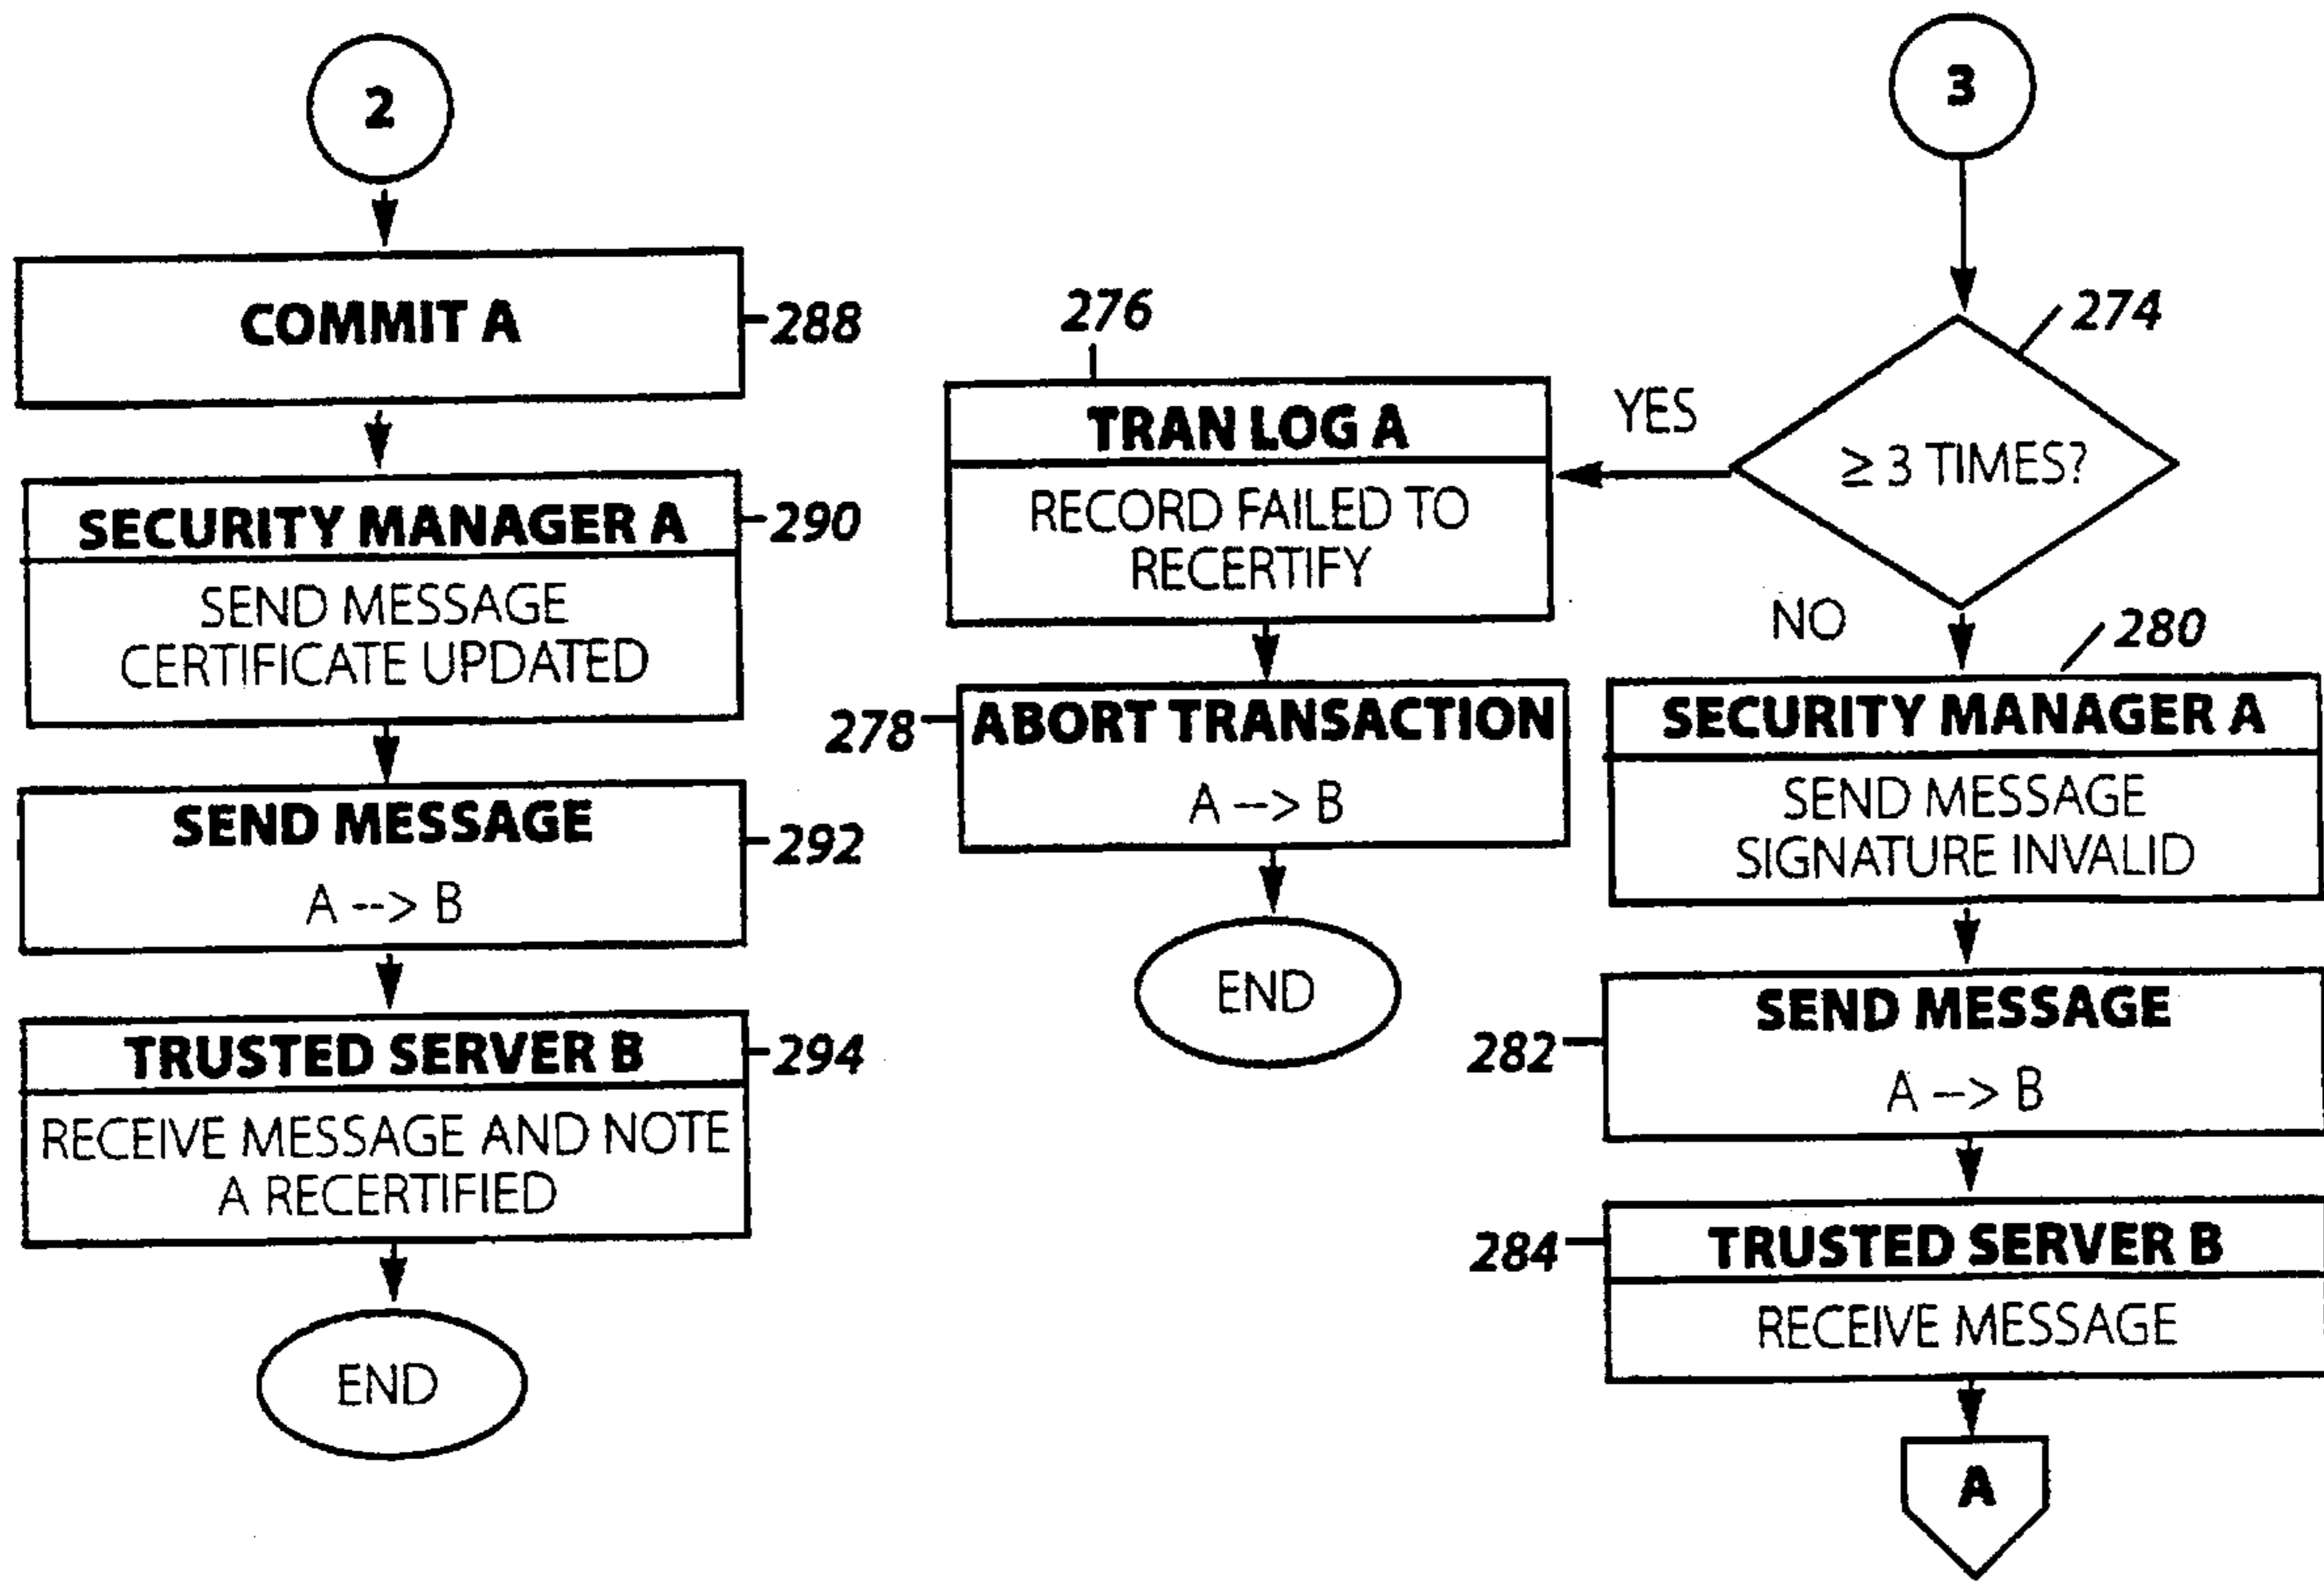 2
COMMIT A
288
SECURITY MANAGER A
290
SEND MESSAGE
CERTIFICATE UPDATED
SEND MESSAGE
292
A --> B
TRUSTED SERVER B
294
RECEIVE MESSAGE AND NOTE
A RECERTIFIED
END
3
274
≥ 3 TIMES?
YES
276
TRAN LOG A
RECORD FAILED TO
RECERTIFY
278
ABORT TRANSACTION
A --> B
END
NO
280
SECURITY MANAGER A
SEND MESSAGE
SIGNATURE INVALID
SEND MESSAGE
282
A --> B
284
TRUSTED SERVER B
RECEIVE MESSAGE
A